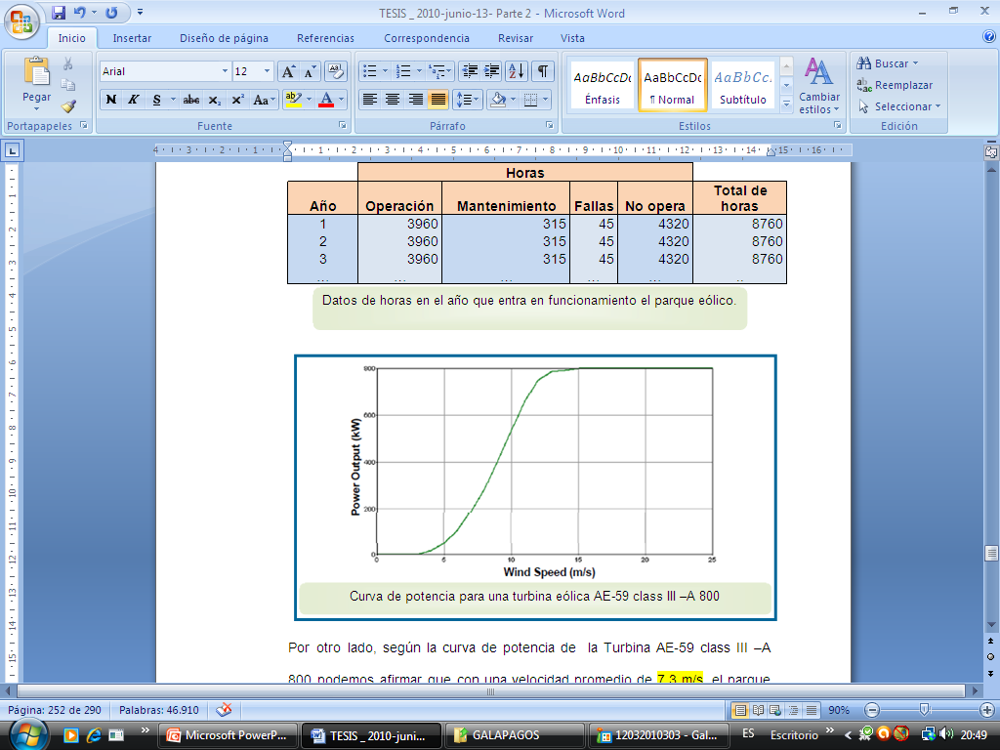 TESIS _ 2010-junio-13- Parte 2 - Microsoft Word
Inicio Insertar Diseño de página Referencias Correspondencia Revisar Vista
Pegar
Portapapeles
Arial 12
N K S abc x₂ x² Aa
Fuente
Párrafo
AaBbCcDc AaBbCcDc AaBbCc.
Énfasis ¶ Normal Subtítulo
Cambiar estilos
Estilos
Buscar
Reemplazar
Seleccionar
Edición
4 3 2 1 1 2 3 4 5 6 7 8 9 10 11 12 13 14 15 16
Horas
Año Operación Mantenimiento Fallas No opera Total de horas
1 3960 315 45 4320 8760
2 3960 315 45 4320 8760
3 3960 315 45 4320 8760
... ... ... ... ... ..
Datos de horas en el año que entra en funcionamiento el parque eólico.
Power Output (kW)
800
600
400
200
0
0 5 10 15 20 25
Wind Speed (m/s)
Curva de potencia para una turbina eólica AE-59 class III –A 800
Por otro lado, según la curva de potencia de la Turbina AE-59 class III –A
800 podemos afirmar que con una velocidad promedio de 7.3 m/s, el parque
Página: 252 de 290 Palabras: 46.910 90%
Microsoft PowerP... TESIS _ 2010-juni... GALAPAGOS 12032010303 - Gal... ES Escritorio 20:49